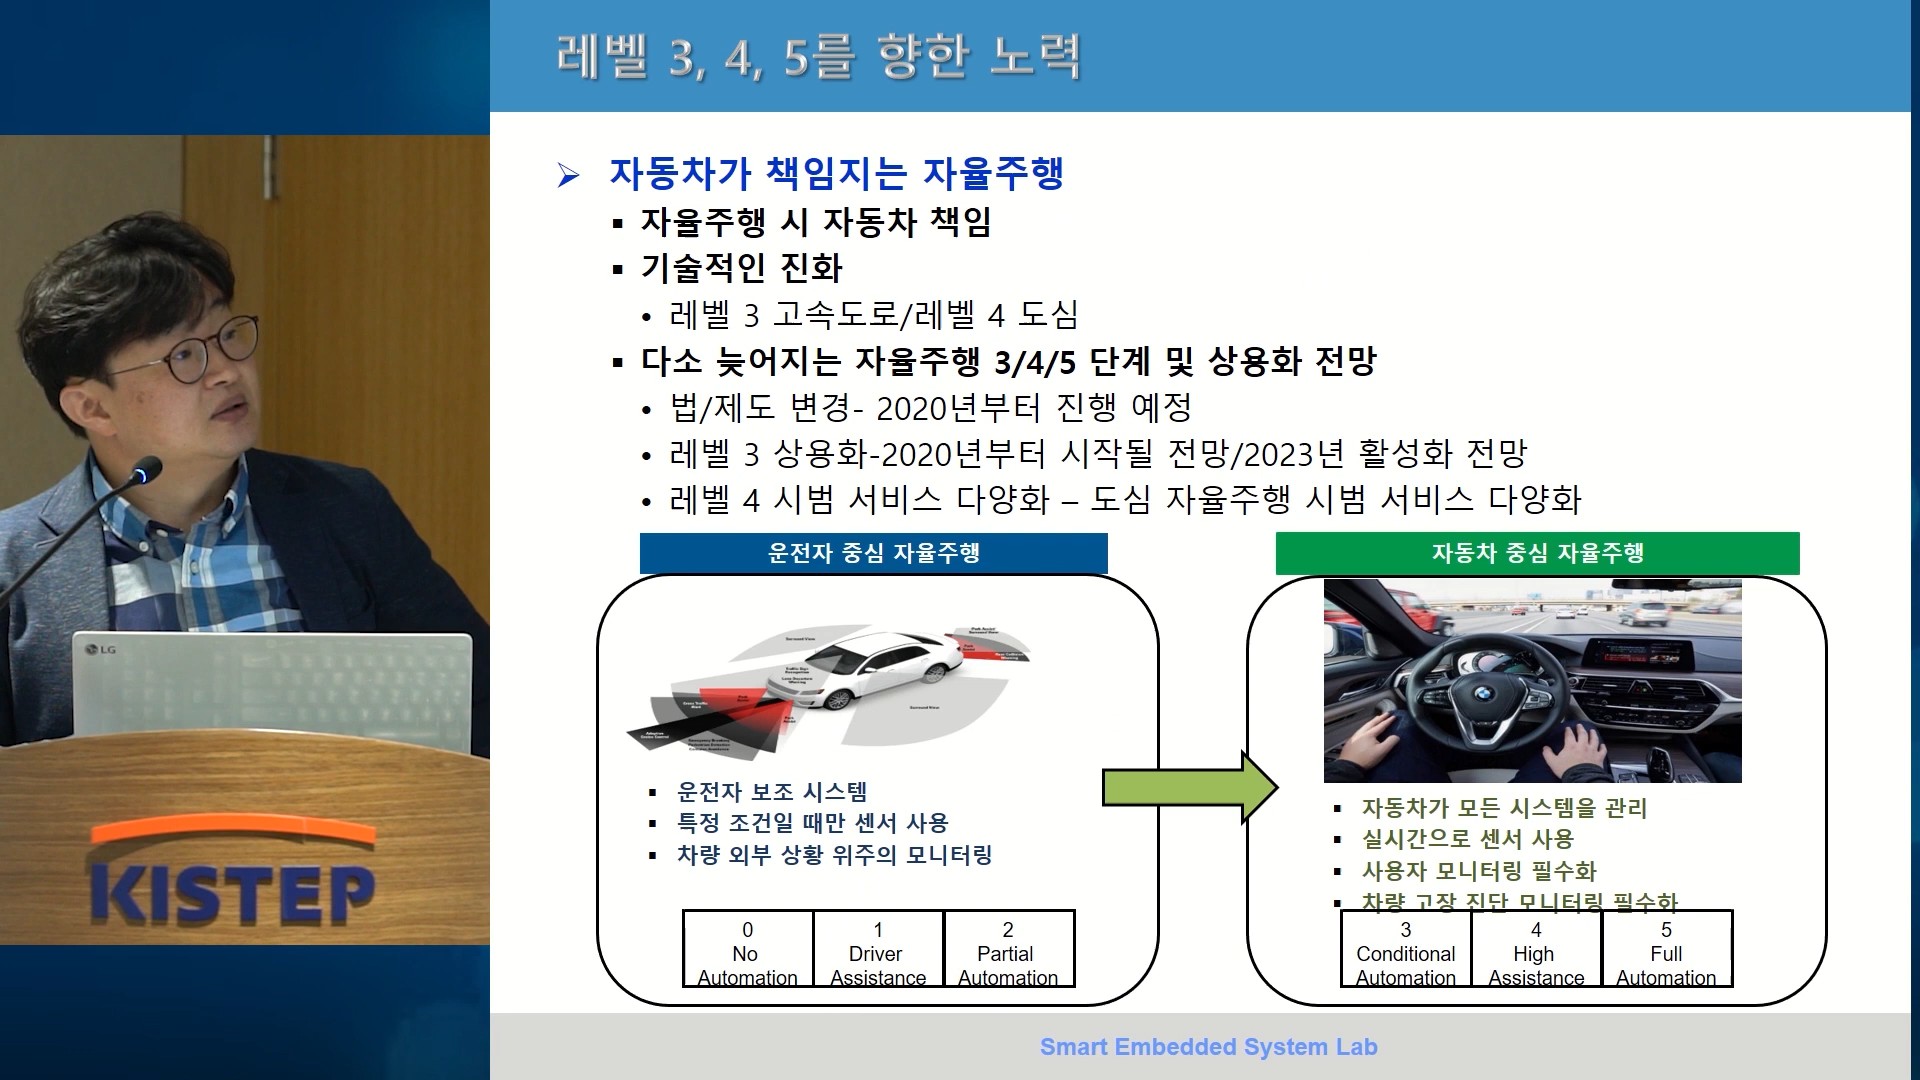 레벨 3, 4, 5를 향한 노력
➢ 자동차가 책임지는 자율주행
▪ 자율주행 시 자동차 책임
▪ 기술적인 진화
• 레벨 3 고속도로/레벨 4 도심
▪ 다소 늦어지는 자율주행 3/4/5 단계 및 상용화 전망
• 법/제도 변경- 2020년부터 진행 예정
• 레벨 3 상용화-2020년부터 시작될 전망/2023년 활성화 전망
• 레벨 4 시범 서비스 다양화 – 도심 자율주행 시범 서비스 다양화
운전자 중심 자율주행
Surround View
Surround View
▪ 운전자 보조 시스템
▪ 특정 조건일 때만 센서 사용
▪ 차량 외부 상황 위주의 모니터링
0
No
Automation
1
Driver
Assistance
2
Partial
Automation
자동차 중심 자율주행
▪ 자동차가 모든 시스템을 관리
▪ 실시간으로 센서 사용
▪ 사용자 모니터링 필수화
▪ 차량 고장 진단 모니터링 필수화
3
Conditional
Automation
4
High
Assistance
5
Full
Automation
Smart Embedded System Lab
LG
KISTEP